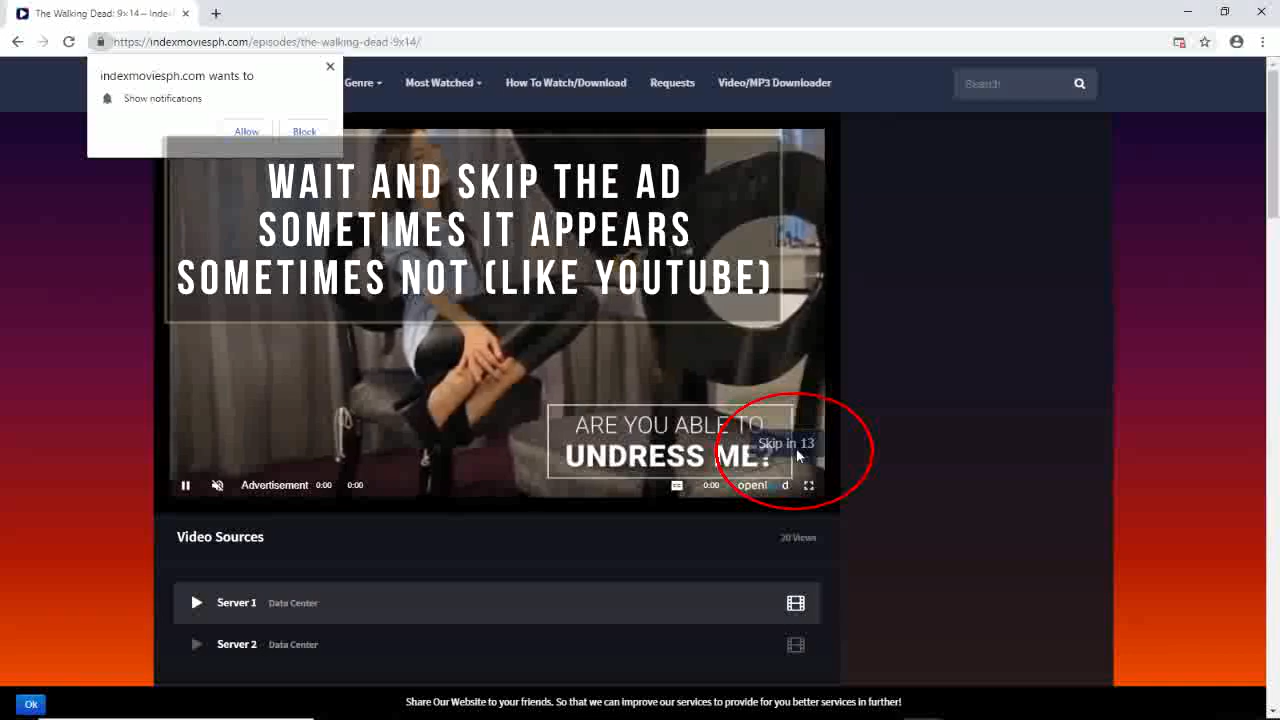 The Walking Dead: 9x14 – Index
https://indexmoviesph.com/episodes/the-walking-dead-9x14/
indexmoviesph.com wants to
Show notifications
Allow Block
Genre Most Watched How To Watch/Download Requests Video/MP3 Downloader Search
WAIT AND SKIP THE AD
SOMETIMES IT APPEARS
SOMETIMES NOT (LIKE YOUTUBE)
ARE YOU ABLE TO
UNDRESS ME?
Skip in 13
Advertisement 0:00 0:00 0:00
Video Sources 20 Views
Server 1 Data Center
Server 2 Data Center
Ok Share Our Website to your friends. So that we can improve our services to provide for you better services in further!